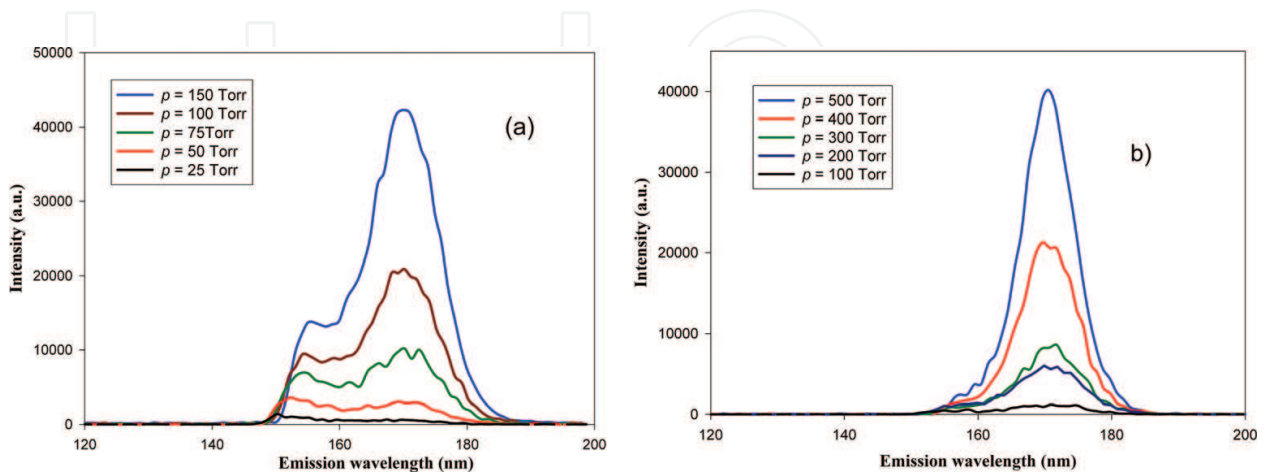 50000
40000
30000
20000
10000
0
Intensity (a.u.)
p = 150 Torr
p = 100 Torr
p = 75Torr
p = 50 Torr
p = 25 Torr
(a)
120 140 160 180 200
Emission wavelength (nm)
40000
30000
20000
10000
0
Intensity (a.u.)
p = 500 Torr
p = 400 Torr
p = 300 Torr
p = 200 Torr
p = 100 Torr
b)
120 140 160 180 200
Emission wavelength (nm)